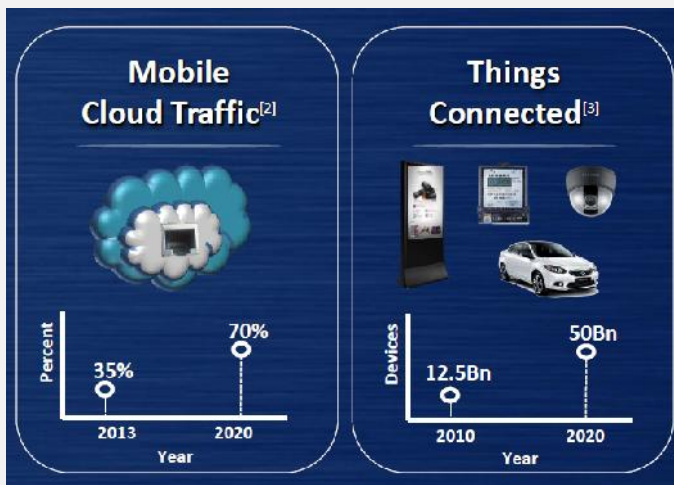 Mobile
Cloud Traffic[2]
Percent
35%
70%
2013
2020
Year
Things
Connected[3]
Devices
12.5Bn
50Bn
2010
2020
Year